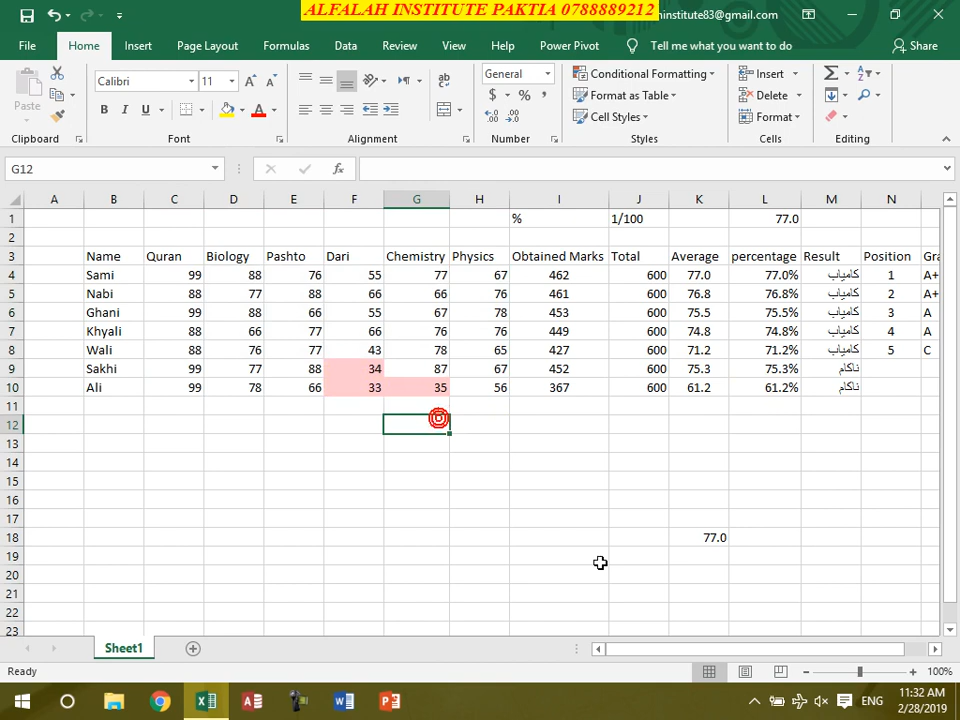 ALFALAH INSTITUTE PAKTIA 0788889212
ninstitute83@gmail.com
File Home Insert Page Layout Formulas Data Review View Help Power Pivot Tell me what you want to do Share
Paste
Calibri 11
B I U
General
$ % ,
Conditional Formatting
Format as Table
Cell Styles
Insert
Delete
Format
Clipboard Font Alignment Number Styles Cells Editing
G12 fx
A B C D E F G H I J K L M N
1 % 1/100 77.0
2
3 Name Quran Biology Pashto Dari Chemistry Physics Obtained Marks Total Average percentage Result Position Gra
4 Sami 99 88 76 55 77 67 462 600 77.0 77.0% کامیاب 1 A+
5 Nabi 88 77 88 66 66 76 461 600 76.8 76.8% کامیاب 2 A+
6 Ghani 99 88 66 55 67 78 453 600 75.5 75.5% کامیاب 3 A
7 Khyali 88 66 77 66 76 76 449 600 74.8 74.8% کامیاب 4 A
8 Wali 88 76 77 43 78 65 427 600 71.2 71.2% کامیاب 5 C
9 Sakhi 99 77 88 34 87 67 452 600 75.3 75.3% ناکام
10 Ali 99 78 66 33 35 56 367 600 61.2 61.2% ناکام
11
12
13
14
15
16
17
18 77.0
19
20
21
22
23
Sheet1
Ready 100%
ENG 11:32 AM
2/28/2019